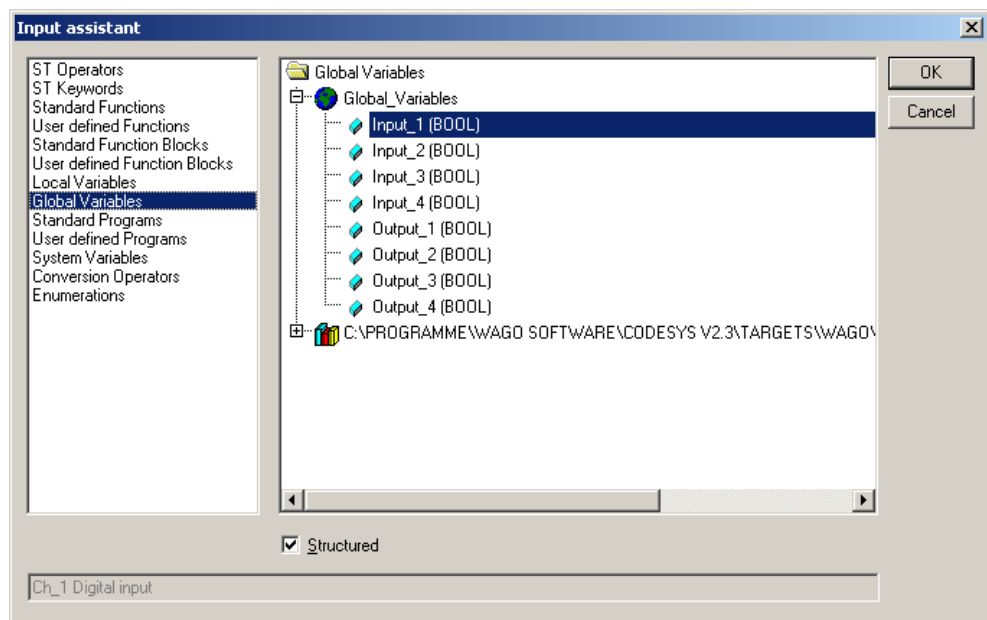 Input assistant
ST Operators
ST Keywords
Standard Functions
User defined Functions
Standard Function Blocks
User defined Function Blocks
Local Variables
Global Variables
Standard Programs
User defined Programs
System Variables
Conversion Operators
Enumerations
Global Variables
Global_Variables
Input_1 (BOOL)
Input_2 (BOOL)
Input_3 (BOOL)
Input_4 (BOOL)
Output_1 (BOOL)
Output_2 (BOOL)
Output_3 (BOOL)
Output_4 (BOOL)
C:\PROGRAMME\WAGO SOFTWARE\CODESYS V2.3\TARGETS\WAGO\
OK
Cancel
Structured
Ch_1 Digital input